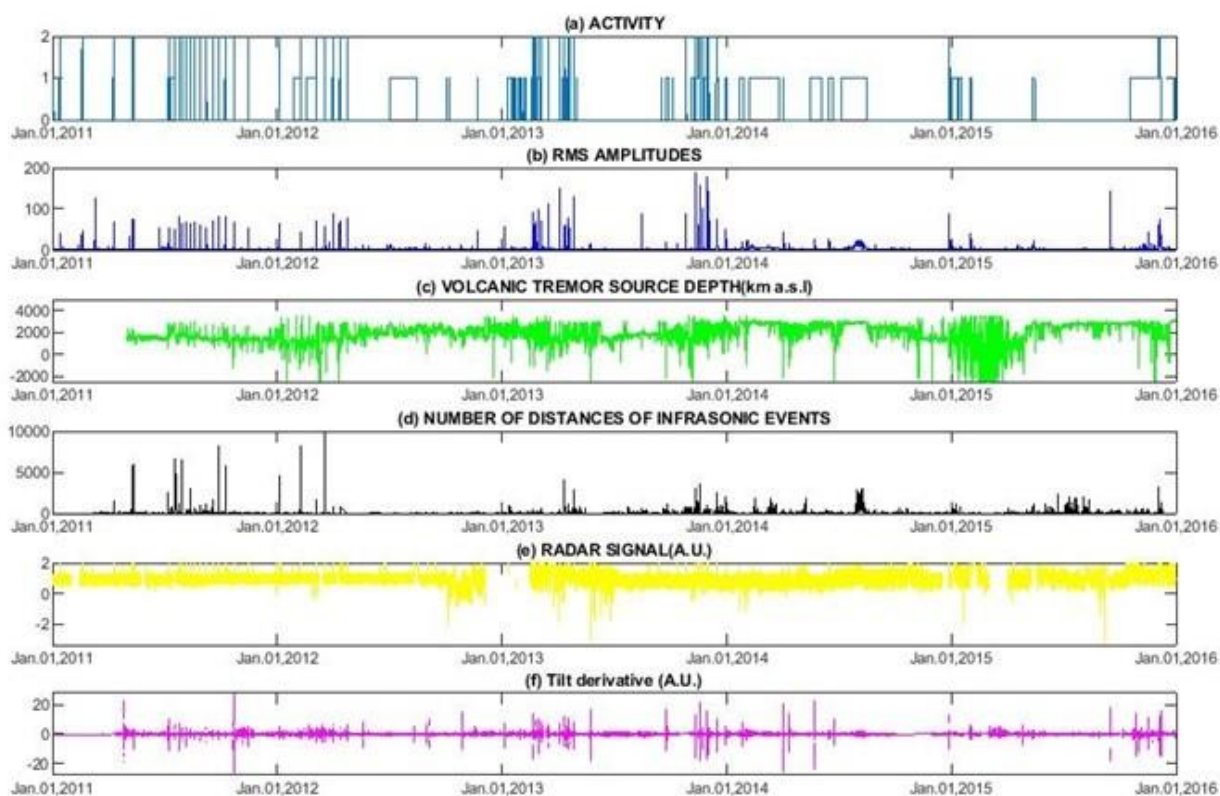 (a) ACTIVITY
2
1
0
Jan.01,2011 Jan.01,2012 Jan.01,2013 Jan.01,2014 Jan.01,2015 Jan.01,2016
(b) RMS AMPLITUDES
200
100
0
Jan.01,2011 Jan.01,2012 Jan.01,2013 Jan.01,2014 Jan.01,2015 Jan.01,2016
(c) VOLCANIC TREMOR SOURCE DEPTH(km a.s.l)
4000
2000
0
-2000
Jan.01,2011 Jan.01,2012 Jan.01,2013 Jan.01,2014 Jan.01,2015 Jan.01,2016
(d) NUMBER OF DISTANCES OF INFRASONIC EVENTS
10000
5000
0
Jan.01,2011 Jan.01,2012 Jan.01,2013 Jan.01,2014 Jan.01,2015 Jan.01,2016
(e) RADAR SIGNAL(A.U.)
2
0
-2
Jan.01,2011 Jan.01,2012 Jan.01,2013 Jan.01,2014 Jan.01,2015 Jan.01,2016
(f) Tilt derivative (A.U.)
20
0
-20
Jan.01,2011 Jan.01,2012 Jan.01,2013 Jan.01,2014 Jan.01,2015 Jan.01,2016